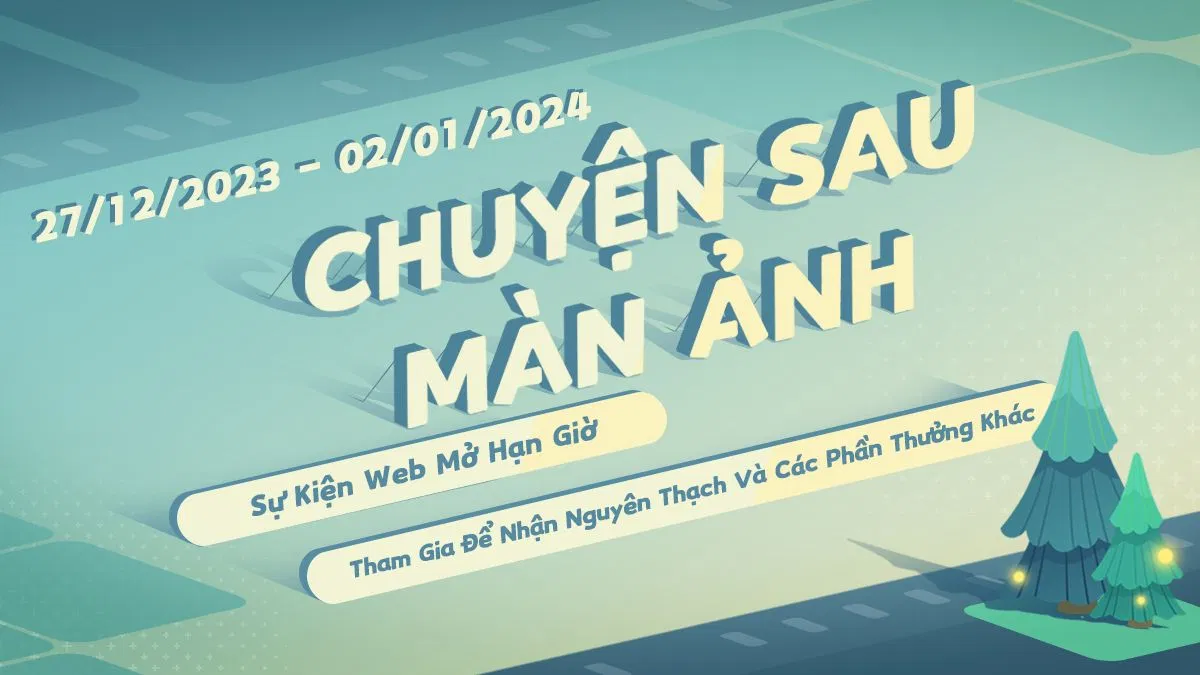 27/12/2023 – 02/01/2024
CHUYỆN SAU
MÀN ẢNH
Sự Kiện Web Mở Hạn Giờ
Tham Gia Để Nhận Nguyên Thạch Và Các Phần Thưởng Khác